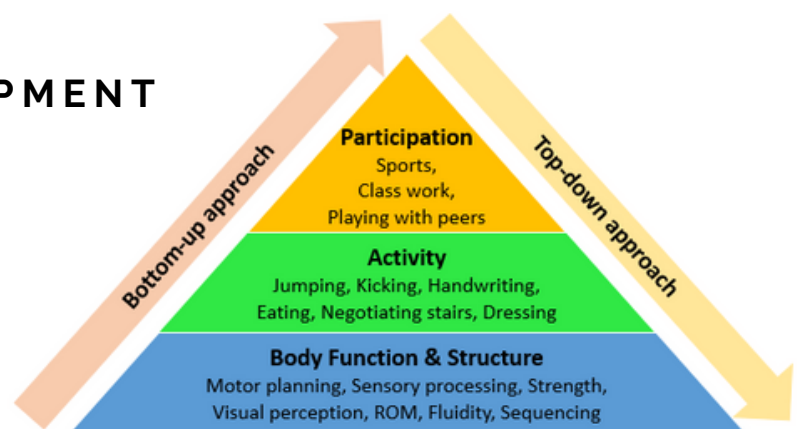 PMENT
Bottom-up approach
Top-down approach
Participation
Sports,
Class work,
Playing with peers
Activity
Jumping, Kicking, Handwriting,
Eating, Negotiating stairs, Dressing
Body Function & Structure
Motor planning, Sensory processing, Strength,
Visual perception, ROM, Fluidity, Sequencing